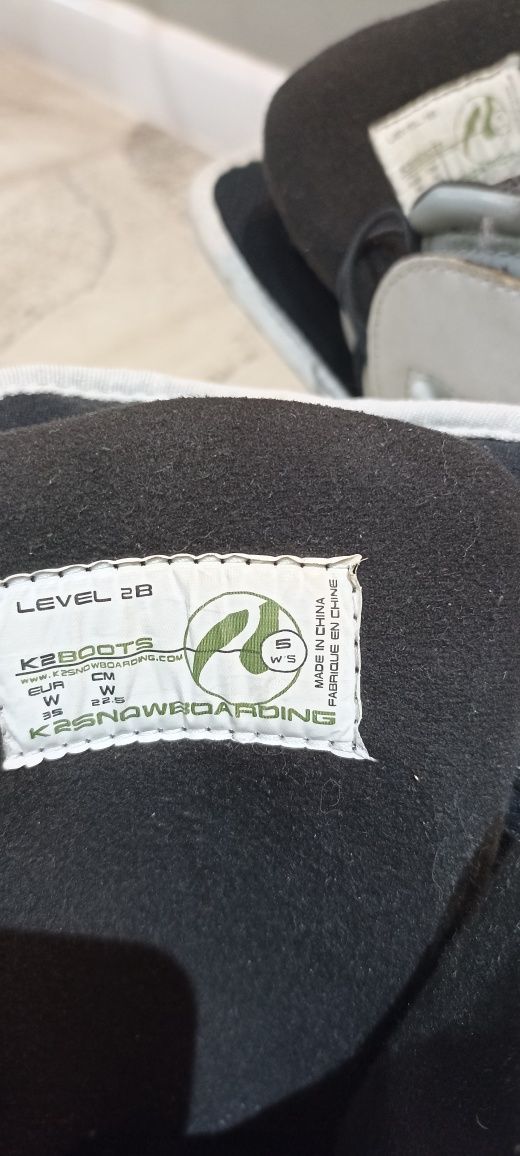 LEVEL 2B
K2BOOTS
WWW.K2SNOWBOARDING.COM
EUR CM
W W
35 22.5
K2SNOWBOARDING
5
WS
MADE IN CHINA
FABRIQUE EN CHINE